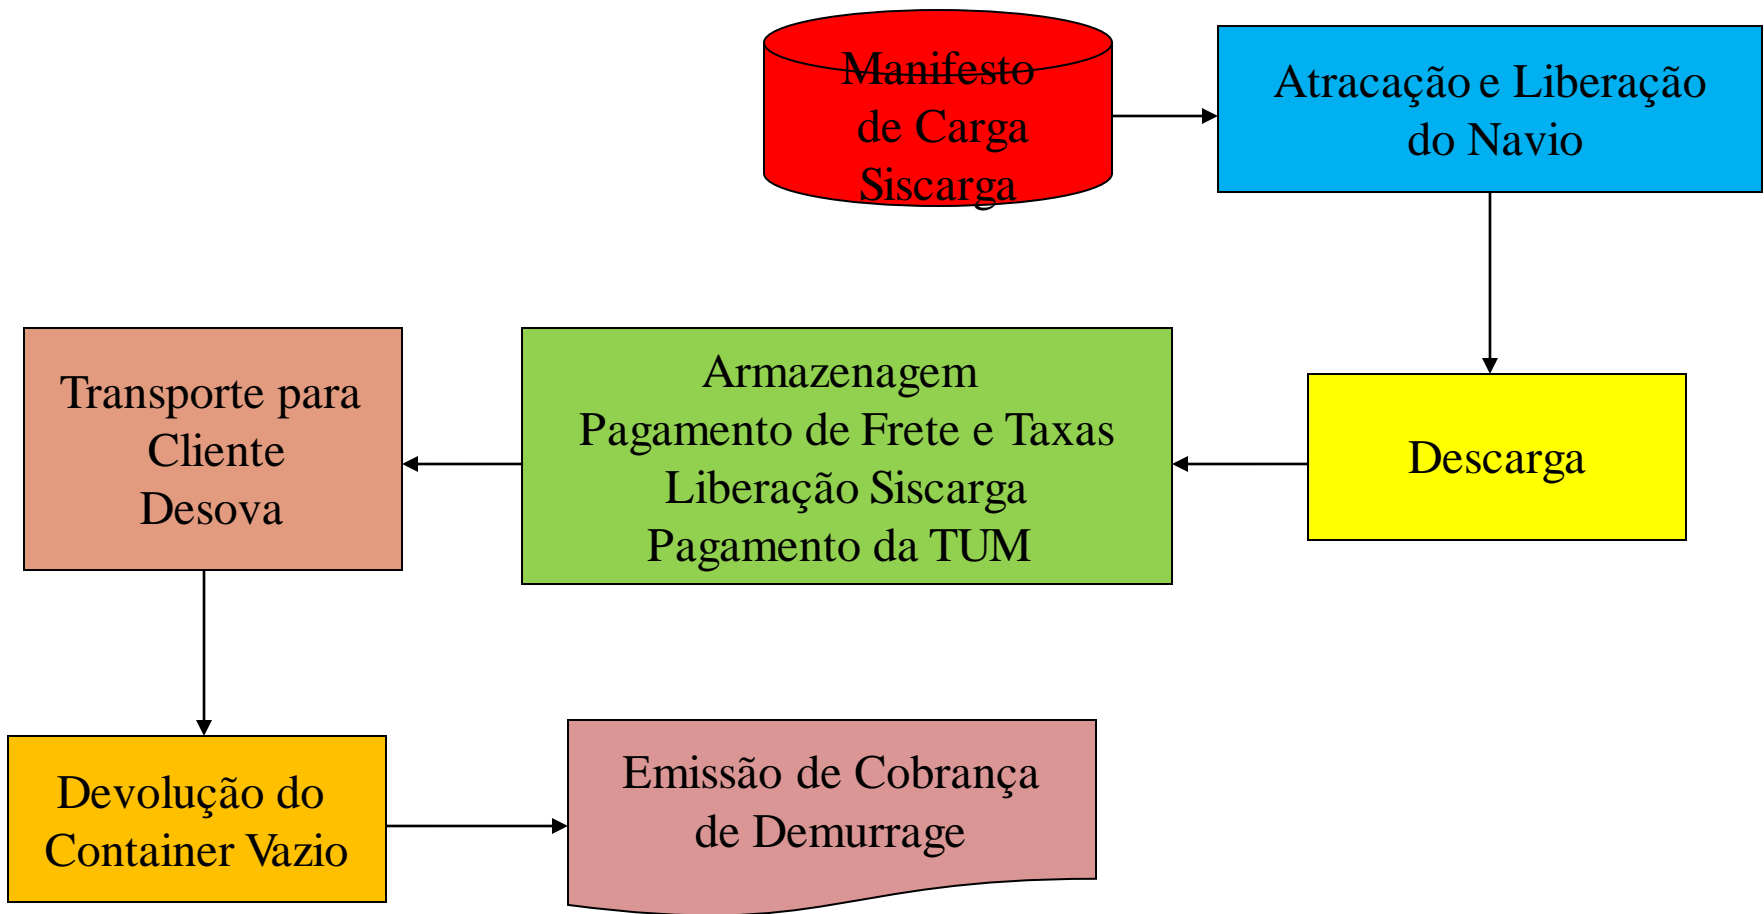 Manifesto
de Carga
Siscarga
Atracação e Liberação
do Navio
Transporte para
Cliente
Desova
Armazenagem
Pagamento de Frete e Taxas
Liberação Siscarga
Pagamento da TUM
Descarga
Devolução do
Container Vazio
Emissão de Cobrança
de Demurrage